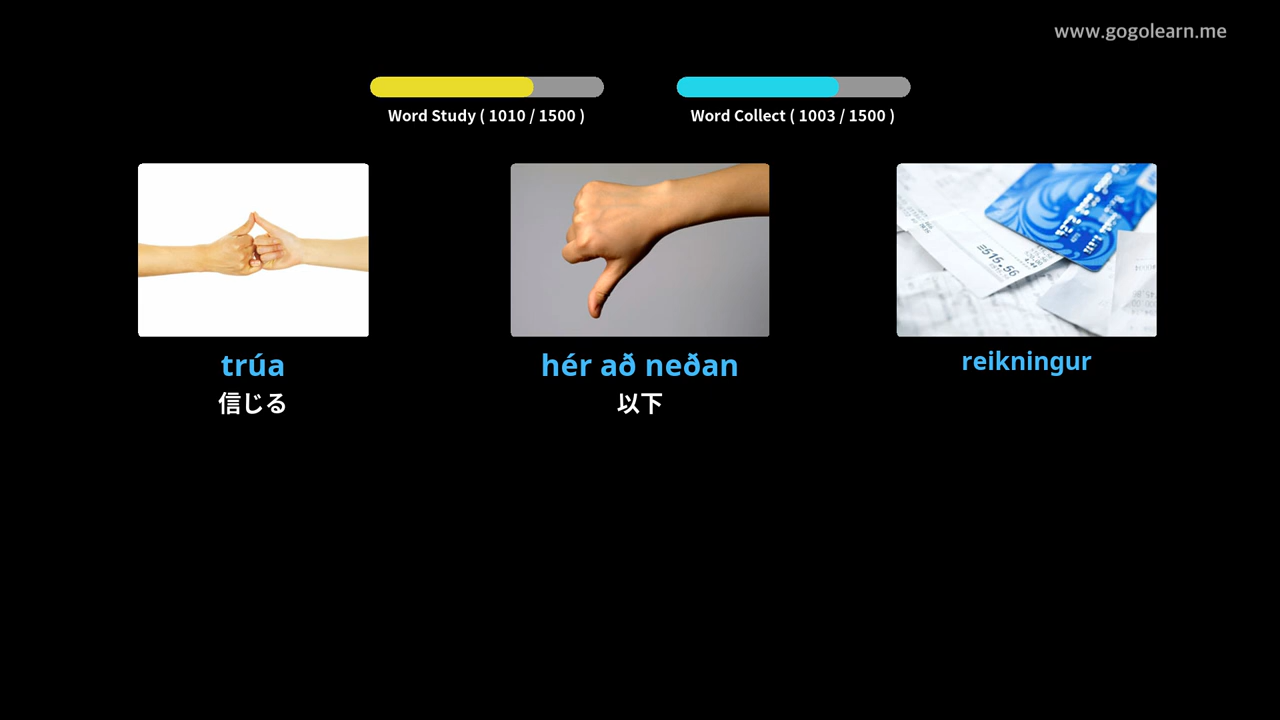 www.gogolearn.me
Word Study ( 1010 / 1500 )
Word Collect ( 1003 / 1500 )
trúa
信じる
hér að neðan
以下
reikningur